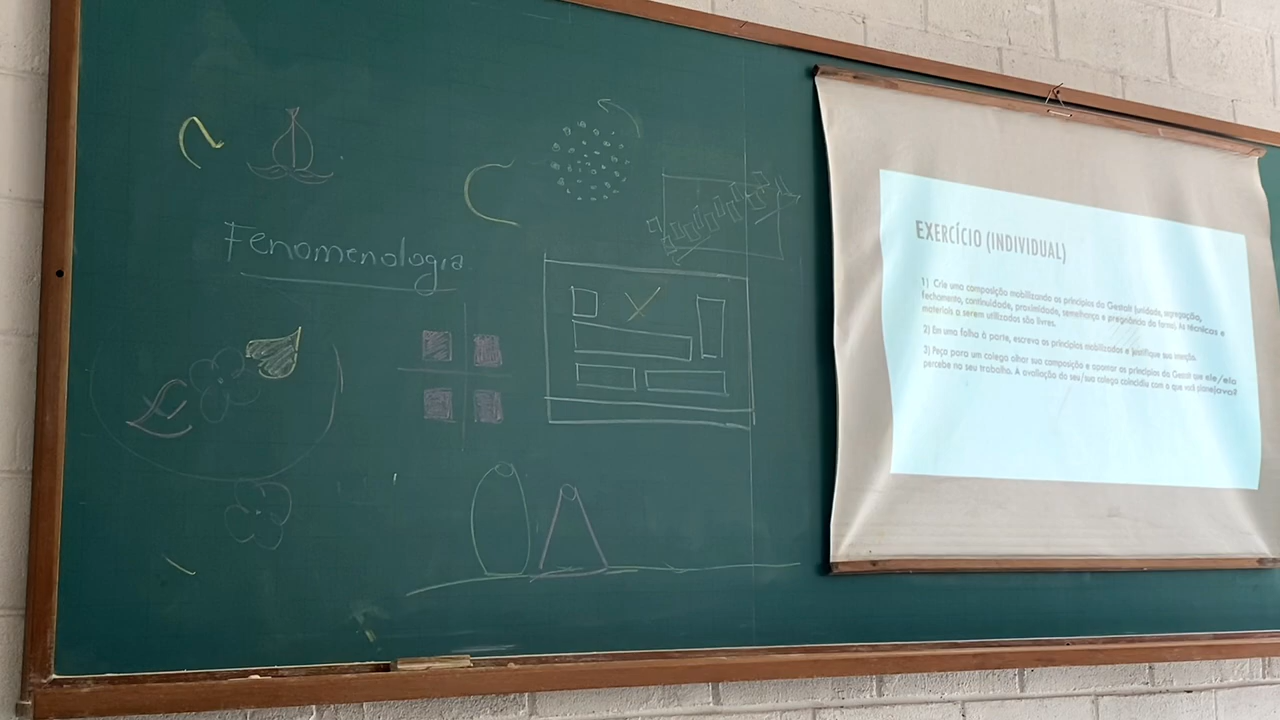 Fenomenologia
EXERCÍCIO (INDIVIDUAL)
1) Crie uma composição mobilizando os princípios da Gestalt (unidade, segregação,
fechamento, continuidade, proximidade, semelhança e pregnância da forma). As técnicas e
materiais a serem utilizados são livres.
2) Em uma folha à parte, escreva os princípios mobilizados e justifique sua intenção.
3) Peça para um colega olhar sua composição e apontar os princípios da Gestalt que ele/ela
percebe no seu trabalho. A avaliação do seu/sua colega coincidiu com o que você planejava?